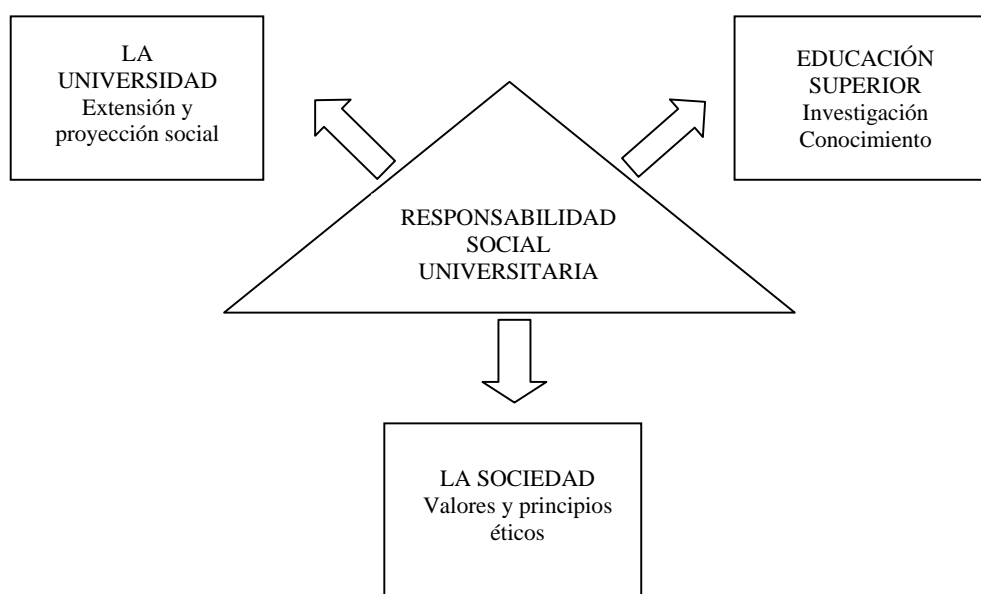 LA
UNIVERSIDAD
Extensión y
proyección social
EDUCACIÓN
SUPERIOR
Investigación
Conocimiento
RESPONSABILIDAD
SOCIAL
UNIVERSITARIA
LA SOCIEDAD
Valores y principios
éticos